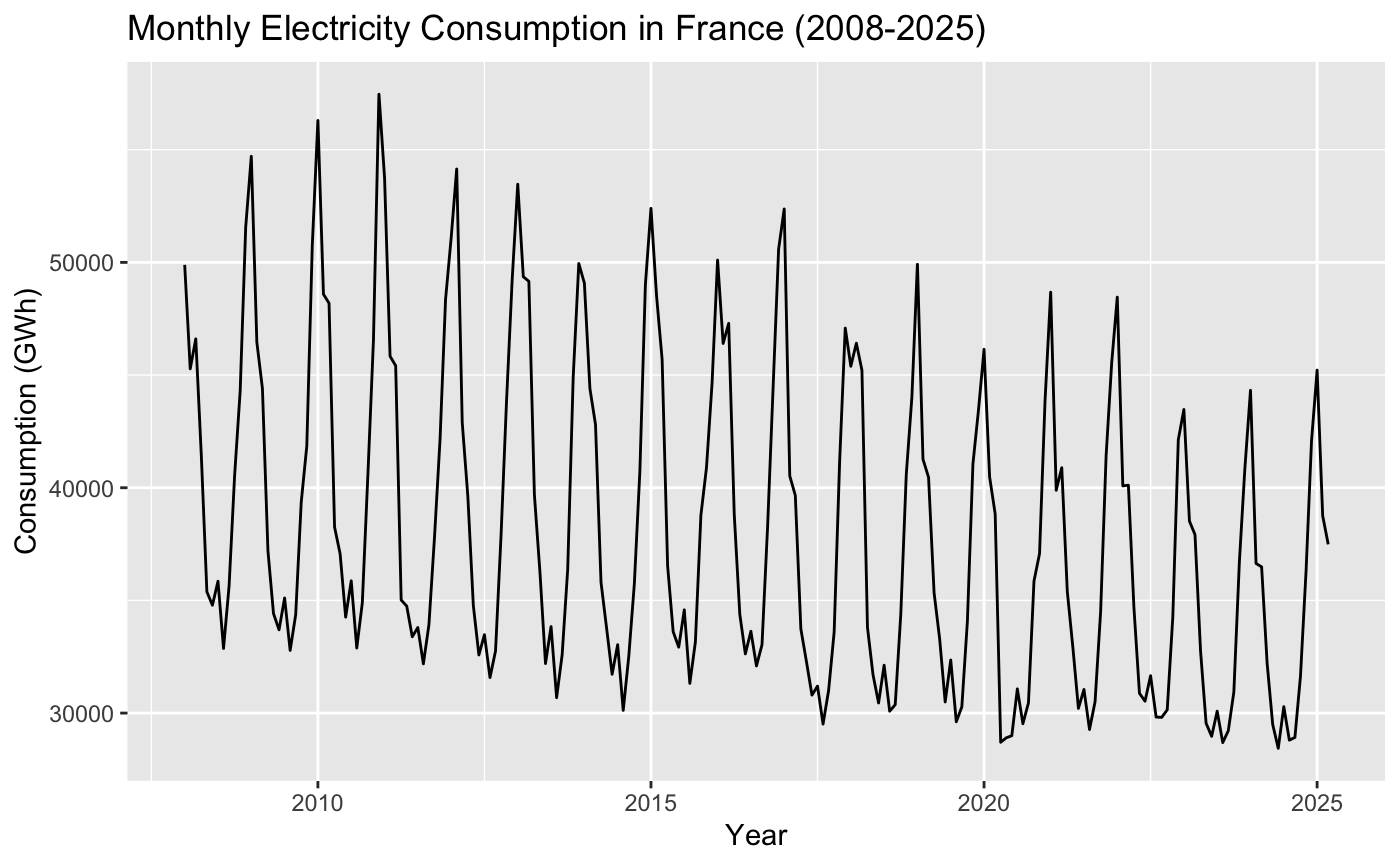 Monthly Electricity Consumption in France (2008-2025)
Consumption (GWh)
50000
40000
30000
2010 2015 2020 2025
Year